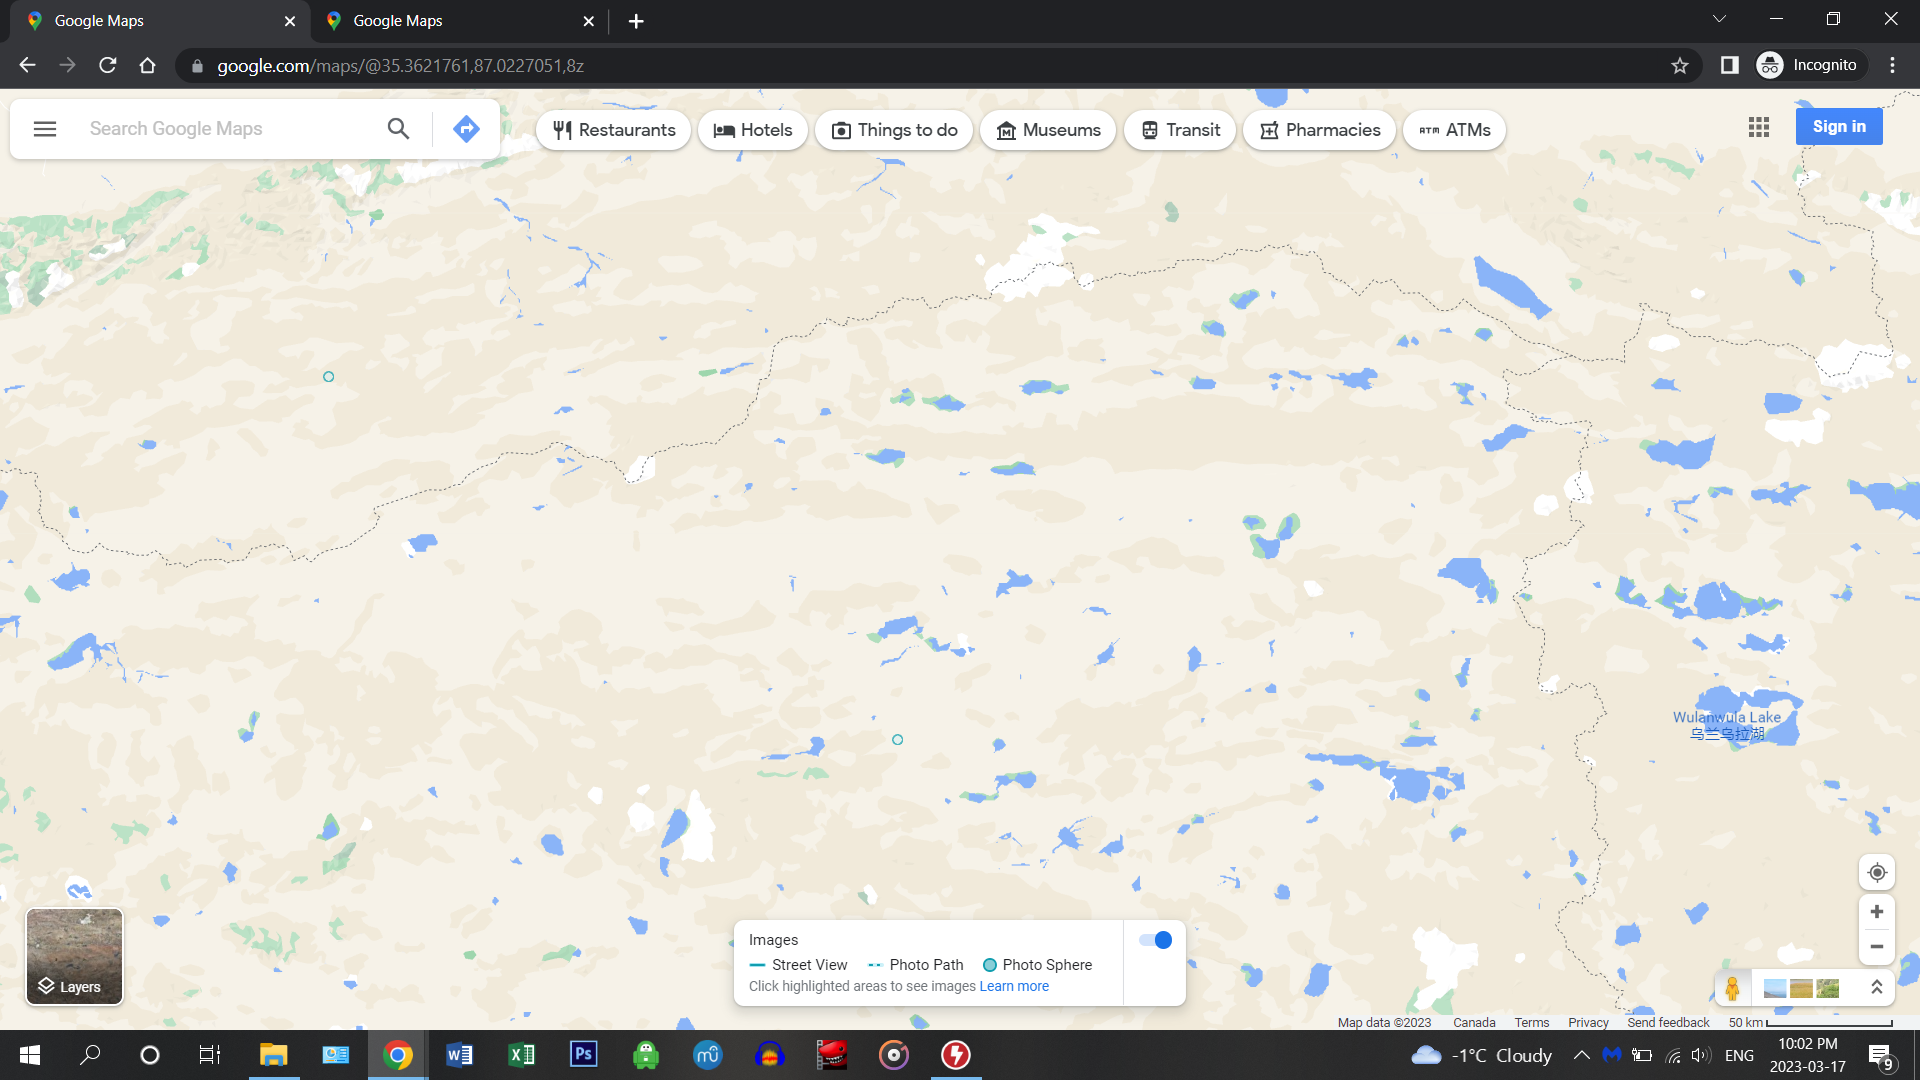 Google Maps
Google Maps
google.com/maps/@35.3621761,87.0227051,8z
Incognito
Search Google Maps
Restaurants
Hotels
Things to do
Museums
Transit
Pharmacies
ATM ATMs
Sign in
Wulanwula Lake
乌兰乌拉湖
Layers
Images
Street View
Photo Path
Photo Sphere
Click highlighted areas to see images Learn more
Map data ©2023 Canada Terms Privacy Send feedback 50 km
W
X
Ps
-1°C Cloudy
ENG
10:02 PM
2023-03-17
9